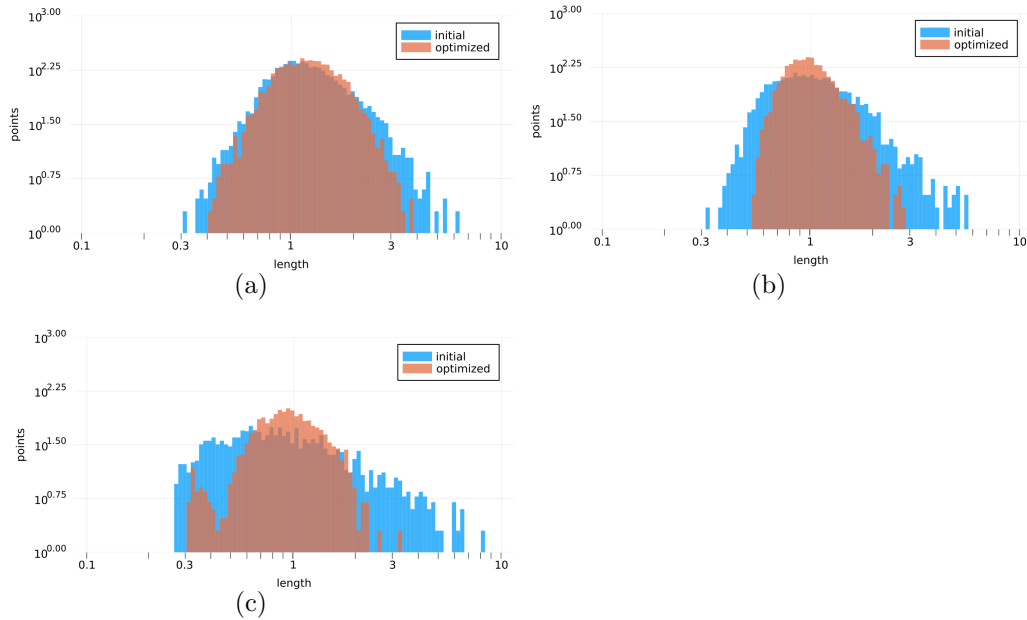 10^3.00
10^2.25
10^1.50
10^0.75
10^0.00
points
initial
optimized
0.1
0.3
1
3
10
length
(a)
10^3.00
10^2.25
10^1.50
10^0.75
10^0.00
points
initial
optimized
0.1
0.3
1
3
10
length
(b)
10^3.00
10^2.25
10^1.50
10^0.75
10^0.00
points
initial
optimized
0.1
0.3
1
3
10
length
(c)